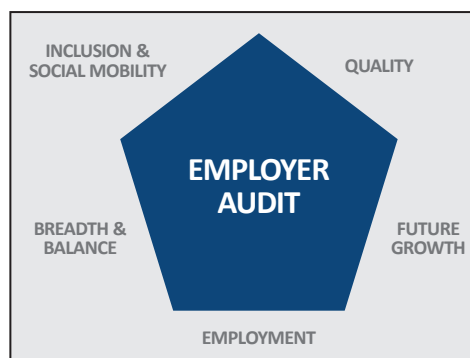 INCLUSION &
SOCIAL MOBILITY
QUALITY
EMPLOYER
AUDIT
BREADTH &
BALANCE
FUTURE
GROWTH
EMPLOYMENT